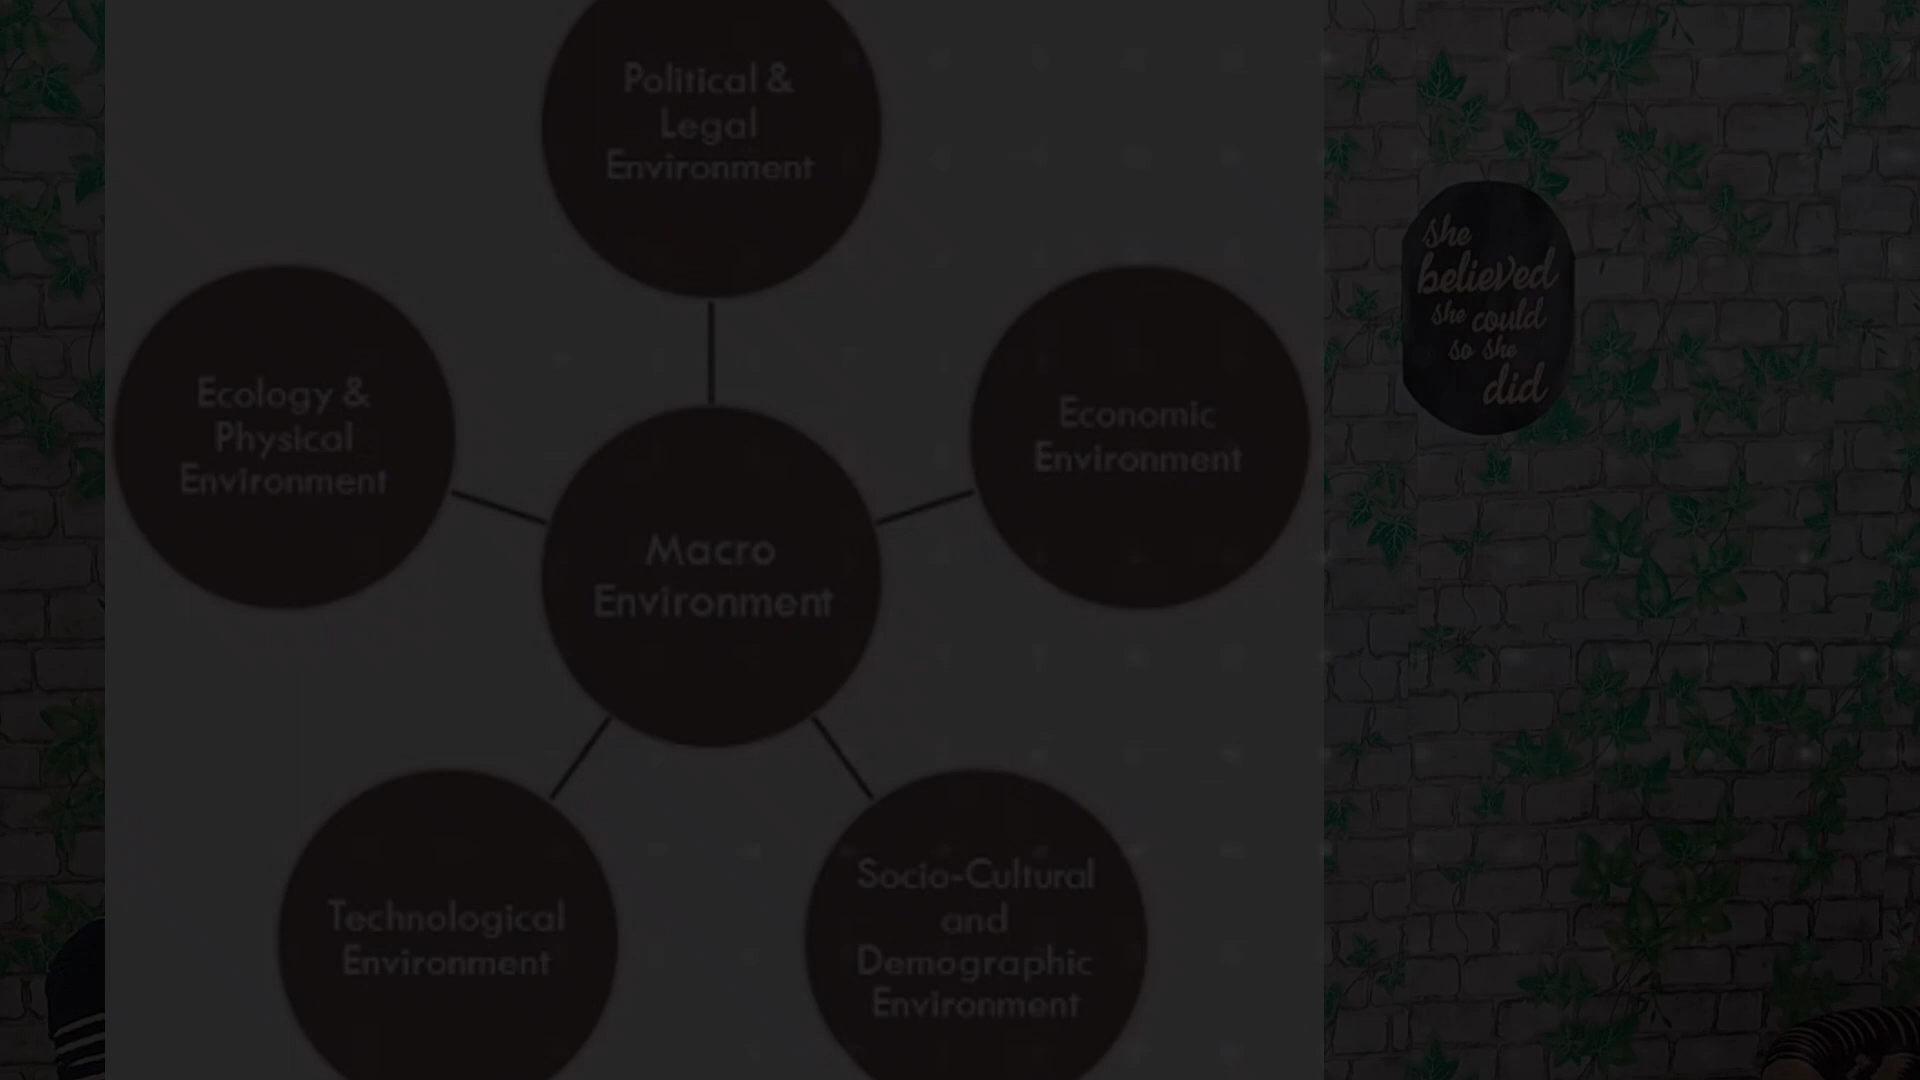 Political &
Legal
Environment
Ecology &
Physical
Environment
Economic
Environment
Macro
Environment
Technological
Environment
Socio-Cultural
and
Demographic
Environment
she
believed
she could
so she
did